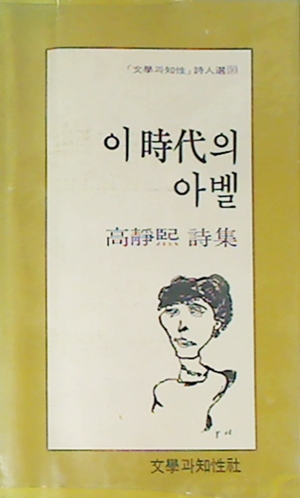 「文學과知性」詩人選
이 時代의
아벨
高靜熙 詩集
文學과知性社